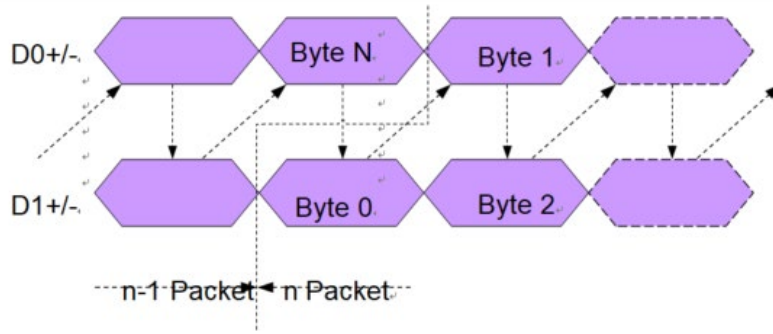 D0+/- Byte N Byte 1
D1+/- Byte 0 Byte 2
n-1 Packet n Packet